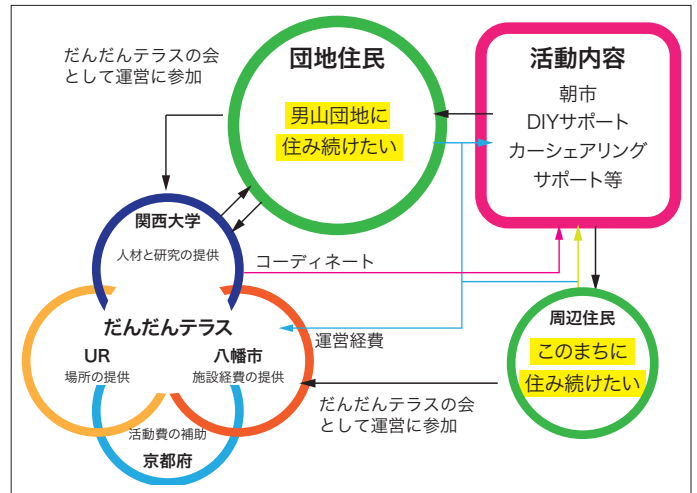 だんだんテラスの会
として運営に参加
団地住民
男山団地に
住み続けたい
活動内容
朝市
DIYサポート
カーシェアリング
サポート等
関西大学
人材と研究の提供
コーディネート
だんだんテラス
運営経費
UR
場所の提供
八幡市
施設経費の提供
活動費の補助
京都府
周辺住民
このまちに
住み続けたい
だんだんテラスの会
として運営に参加